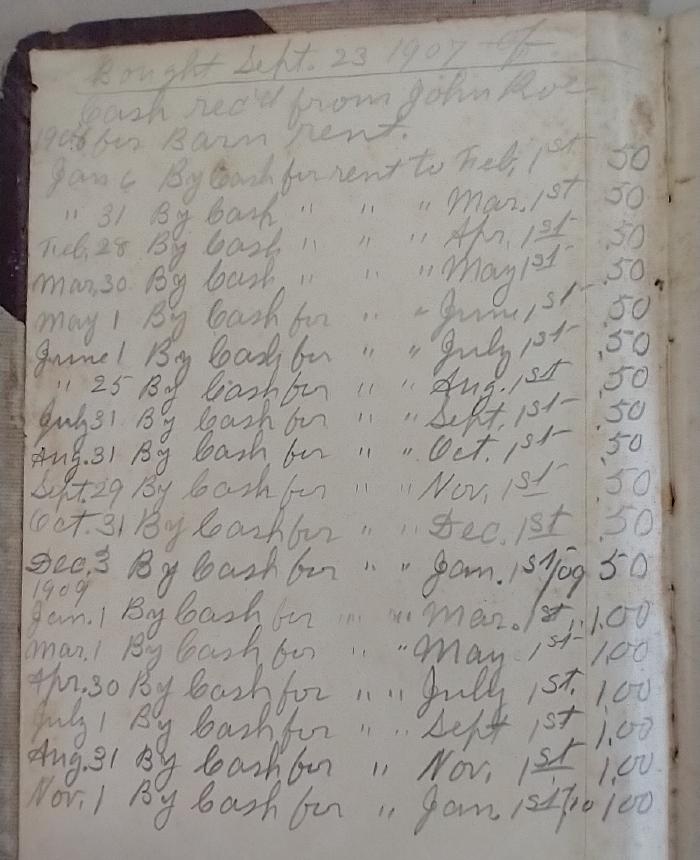 Bought Sept. 23 1907
Cash rec'd from John Roe
for Barn rent.
Jan 6 By Cash for rent to Feb. 1st .50
" 31 By Cash " " " Mar. 1st .50
Feb. 28 By Cash " " " Apr. 1st .50
Mar. 30 By Cash " " " May 1st .50
May 1 By Cash for " " June 1st .50
June 1 By Cash for " " July 1st .50
" 25 By Cash for " " Aug. 1st .50
July 31 By Cash for " " Sept. 1st .50
Aug. 31 By Cash for " " Oct. 1st .50
Sept. 29 By Cash for " " Nov. 1st .50
Oct. 31 By Cash for " " Dec. 1st .50
Dec. 3 By Cash for " " Jan. 1st/09 50
1909
Jan. 1 By Cash for " " Mar. 1st. 1.00
Mar. 1 By Cash for " " May 1st 1.00
Apr. 30 By Cash for " " July 1st. 1.00
July 1 By Cash for " " Sept 1st 1.00
Aug. 31 By Cash for " Nov. 1st 1.00
Nov. 1 By Cash for " Jan. 1st/10 1.00